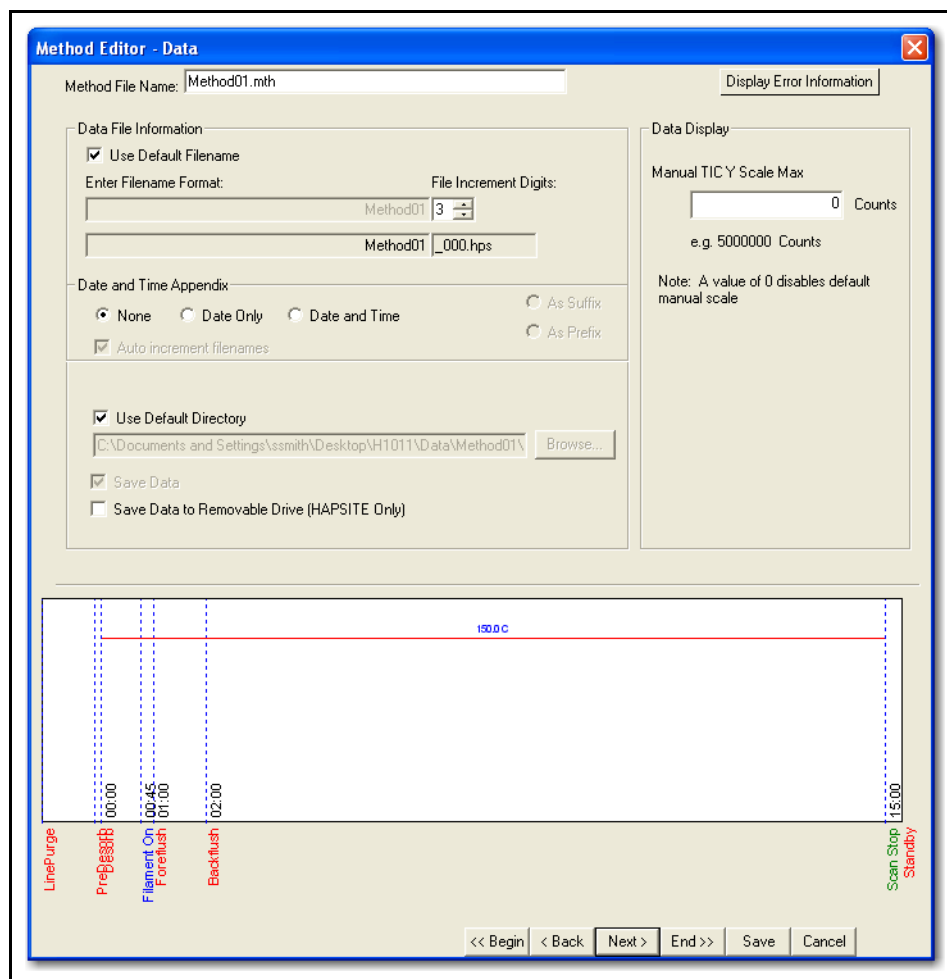 Method Editor - Data
Method File Name: Method01.mth
Display Error Information
Data File Information
Use Default Filename
Enter Filename Format:
File Increment Digits:
Method01
3
Method01
_000.hps
Date and Time Appendix
None
Date Only
Date and Time
As Suffix
As Prefix
Auto increment filenames
Use Default Directory
C:\Documents and Settings\ssmith\Desktop\H1011\Data\Method01\
Browse...
Save Data
Save Data to Removable Drive (HAPSITE Only)
Data Display
Manual TIC Y Scale Max
0 Counts
e.g. 5000000 Counts
Note: A value of 0 disables default
manual scale
150.0 C
00:00
00:45
01:00
02:00
15:00
LinePurge
PreDesorb
Desorb
Filament On
Foreflush
Backflush
Scan Stop
Standby
<< Begin
< Back
Next >
End >>
Save
Cancel